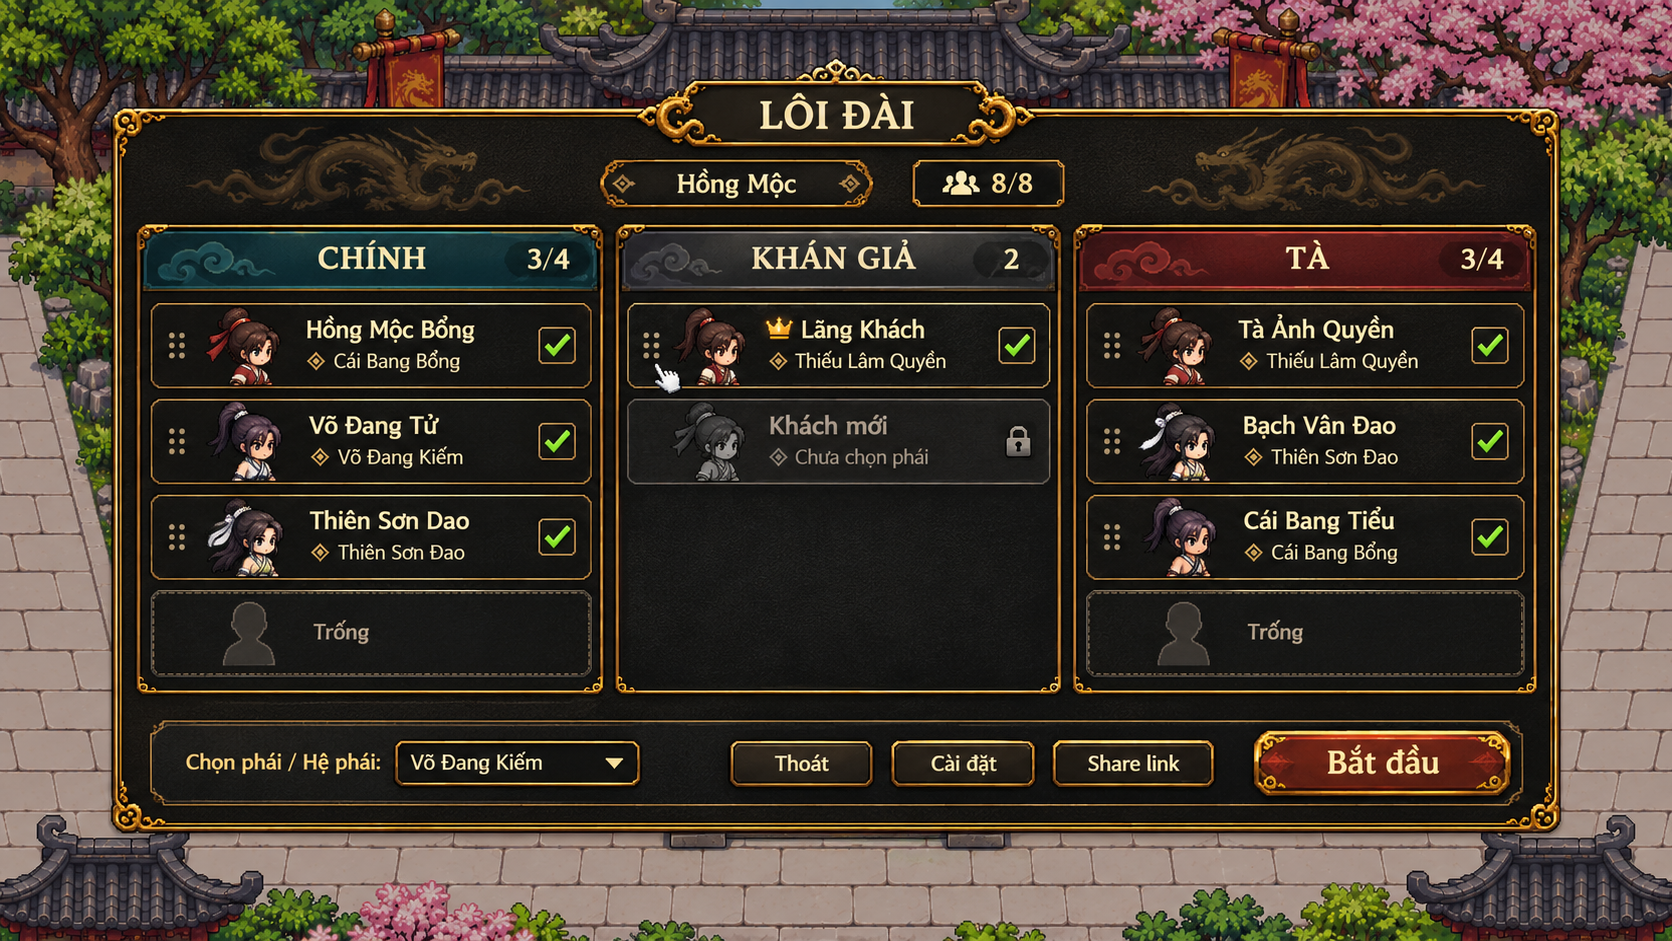 LÔI ĐÀI
Hồng Mộc
8/8
CHÍNH 3/4
Hồng Mộc Bổng
Cái Bang Bổng
Võ Đang Tử
Võ Đang Kiếm
Thiên Sơn Dao
Thiên Sơn Đao
Trống
KHÁN GIẢ 2
Lãng Khách
Thiếu Lâm Quyền
Khách mới
Chưa chọn phái
TÀ 3/4
Tà Ảnh Quyền
Thiếu Lâm Quyền
Bạch Vân Đao
Thiên Sơn Đao
Cái Bang Tiểu
Cái Bang Bổng
Trống
Chọn phái / Hệ phái: Võ Đang Kiếm
Thoát
Cài đặt
Share link
Bắt đầu